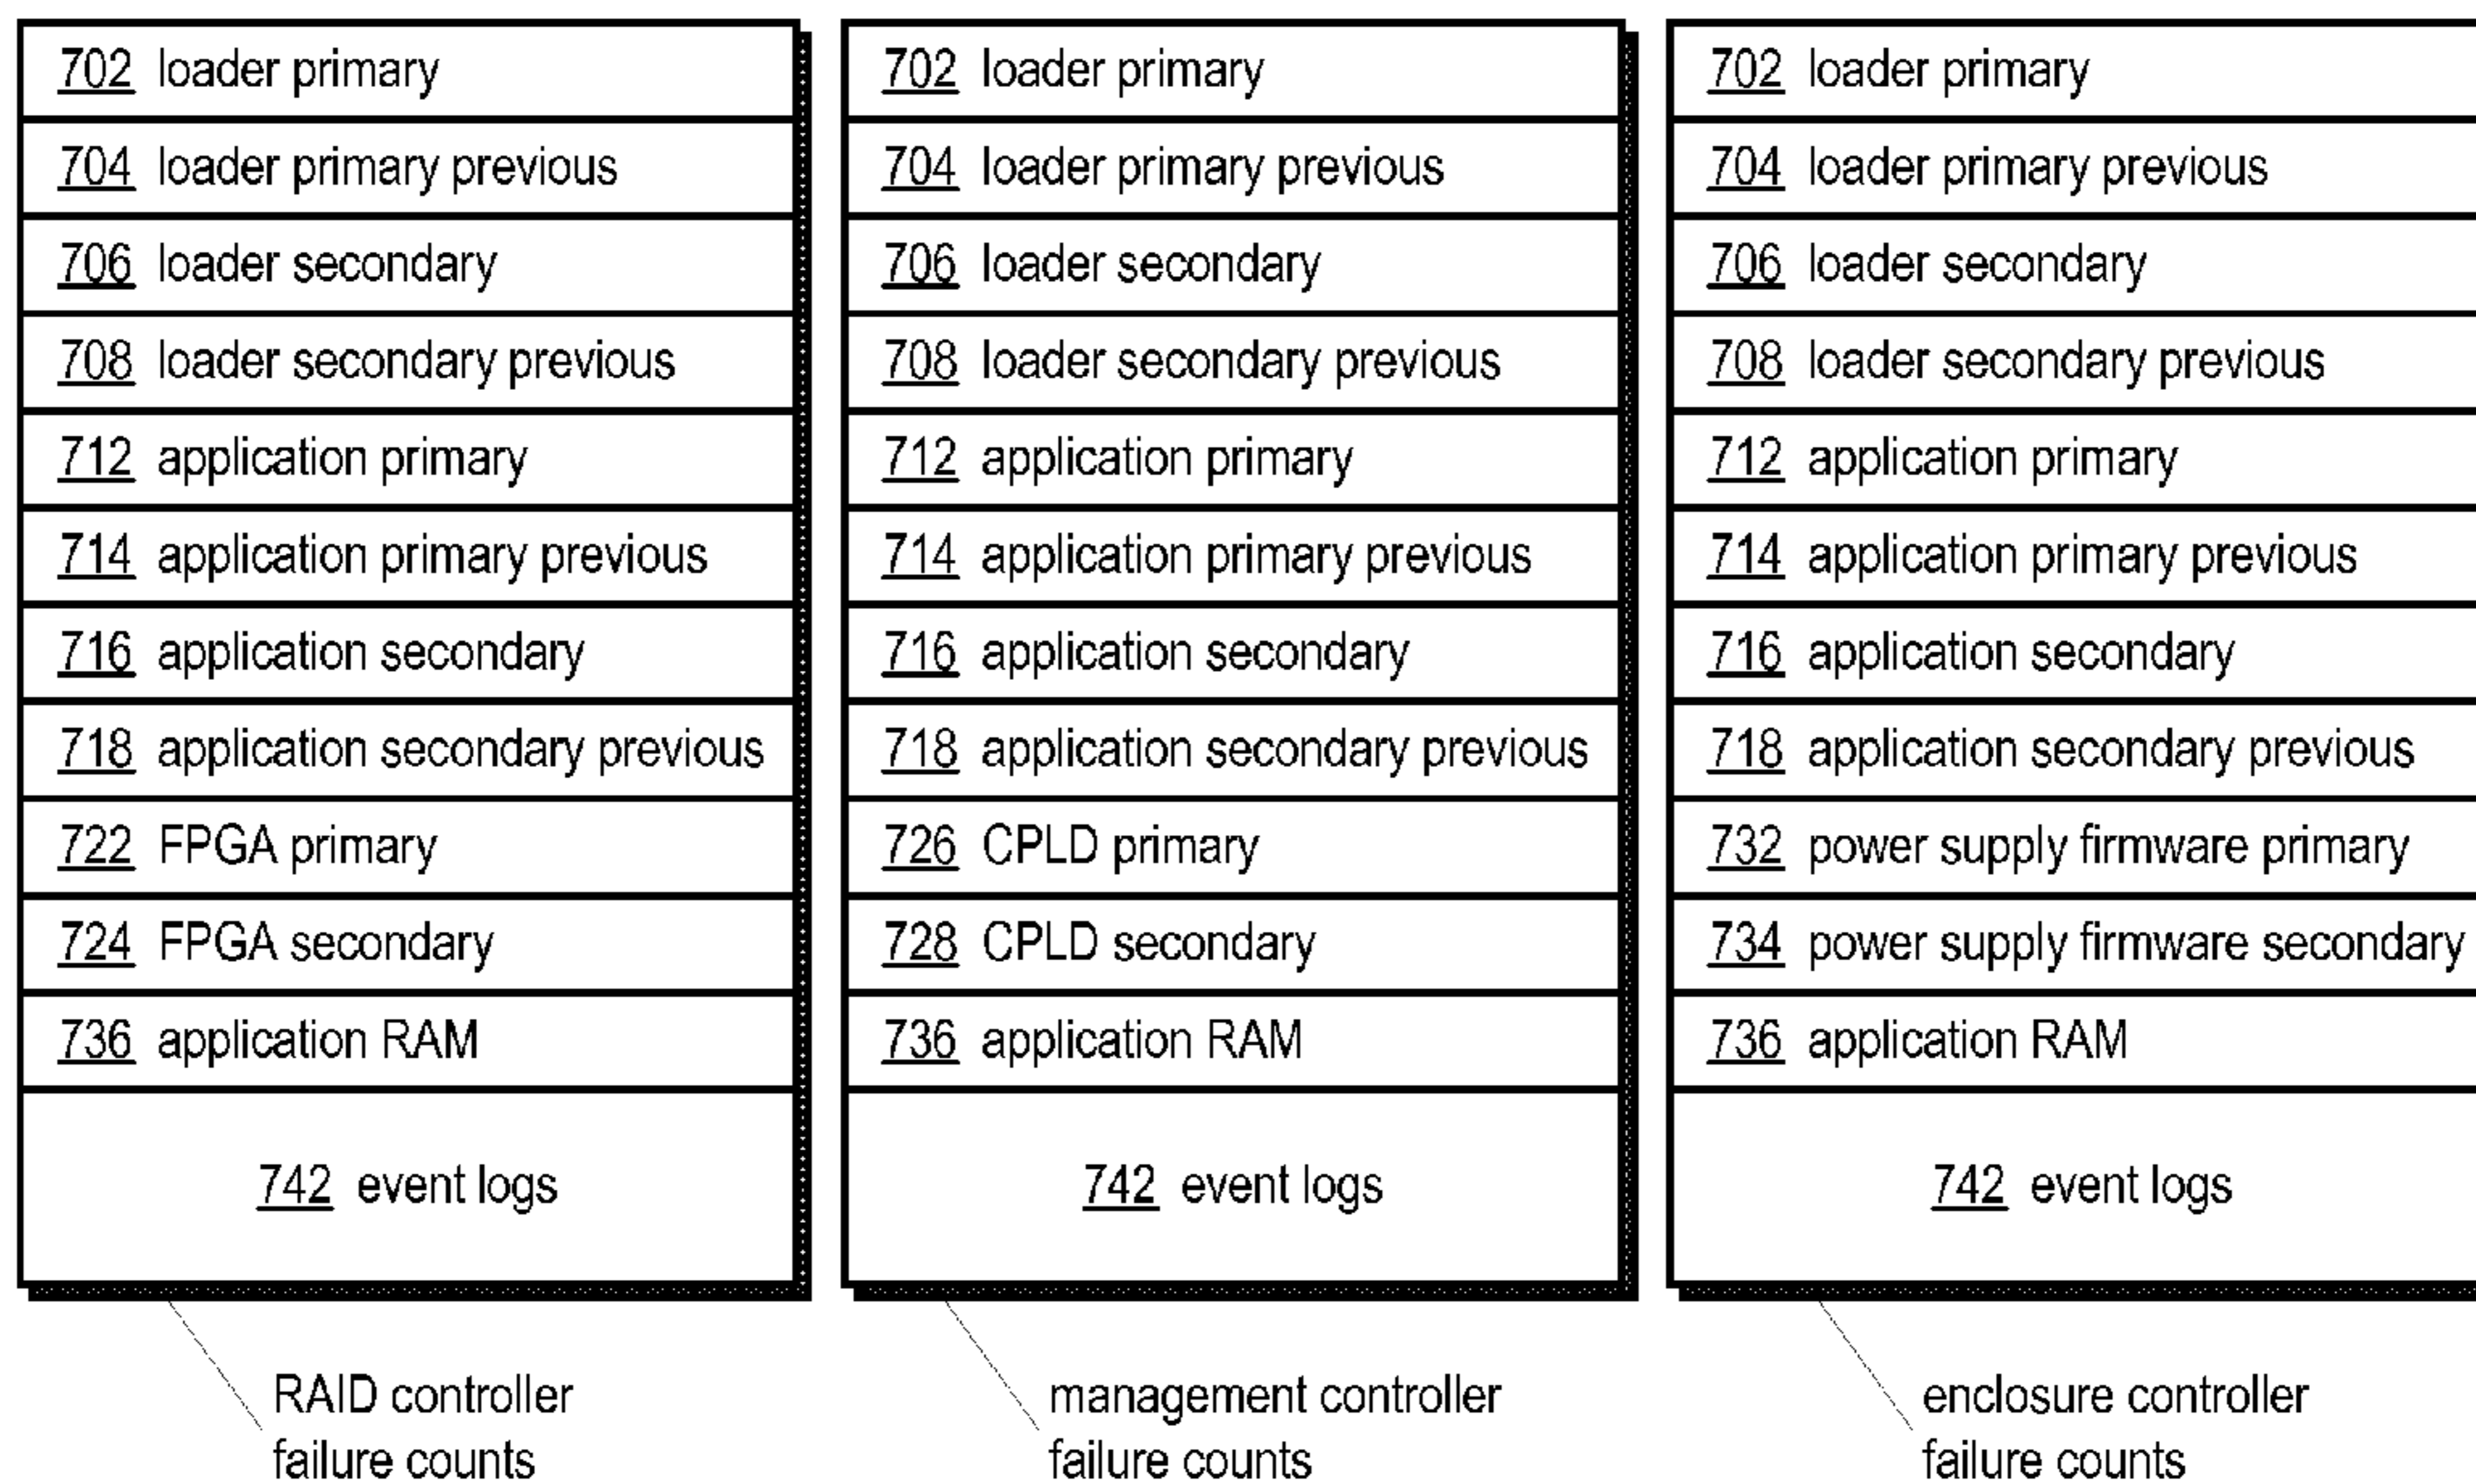 702 loader primary
704 loader primary previous
706 loader secondary
708 loader secondary previous
712 application primary
714 application primary previous
716 application secondary
718 application secondary previous
722 FPGA primary
724 FPGA secondary
736 application RAM
742 event logs
RAID controller
failure counts
702 loader primary
704 loader primary previous
706 loader secondary
708 loader secondary previous
712 application primary
714 application primary previous
716 application secondary
718 application secondary previous
726 CPLD primary
728 CPLD secondary
736 application RAM
742 event logs
management controller
failure counts
702 loader primary
704 loader primary previous
706 loader secondary
708 loader secondary previous
712 application primary
714 application primary previous
716 application secondary
718 application secondary previous
732 power supply firmware primary
734 power supply firmware secondary
736 application RAM
742 event logs
enclosure controller
failure counts